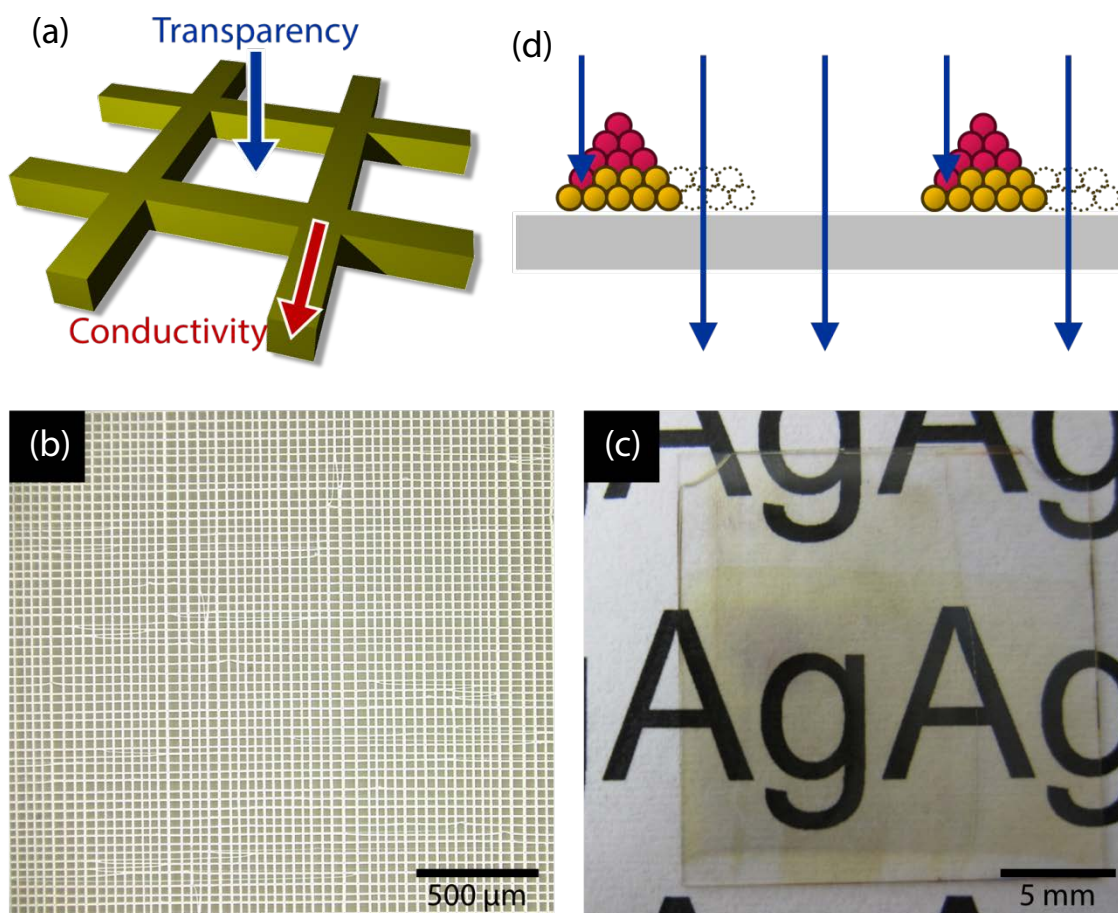 (a)
Transparency
Conductivity
(d)
(b)
500 µm
(c)
AgAg
AgAg
5 mm